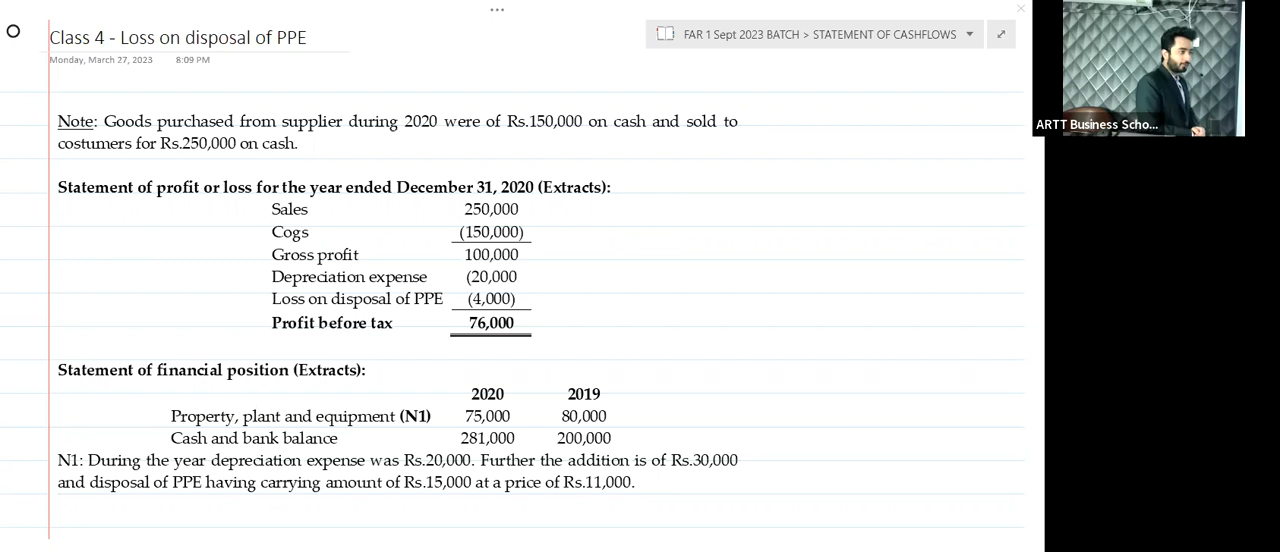 Class 4 - Loss on disposal of PPE
Monday, March 27, 2023 8:09 PM
FAR 1 Sept 2023 BATCH > STATEMENT OF CASHFLOWS
ARTT Business Scho...
Note: Goods purchased from supplier during 2020 were of Rs.150,000 on cash and sold to
costumers for Rs.250,000 on cash.
Statement of profit or loss for the year ended December 31, 2020 (Extracts):
Sales 250,000
Cogs (150,000)
Gross profit 100,000
Depreciation expense (20,000
Loss on disposal of PPE (4,000)
Profit before tax 76,000
Statement of financial position (Extracts):
2020 2019
Property, plant and equipment (N1) 75,000 80,000
Cash and bank balance 281,000 200,000
N1: During the year depreciation expense was Rs.20,000. Further the addition is of Rs.30,000
and disposal of PPE having carrying amount of Rs.15,000 at a price of Rs.11,000.